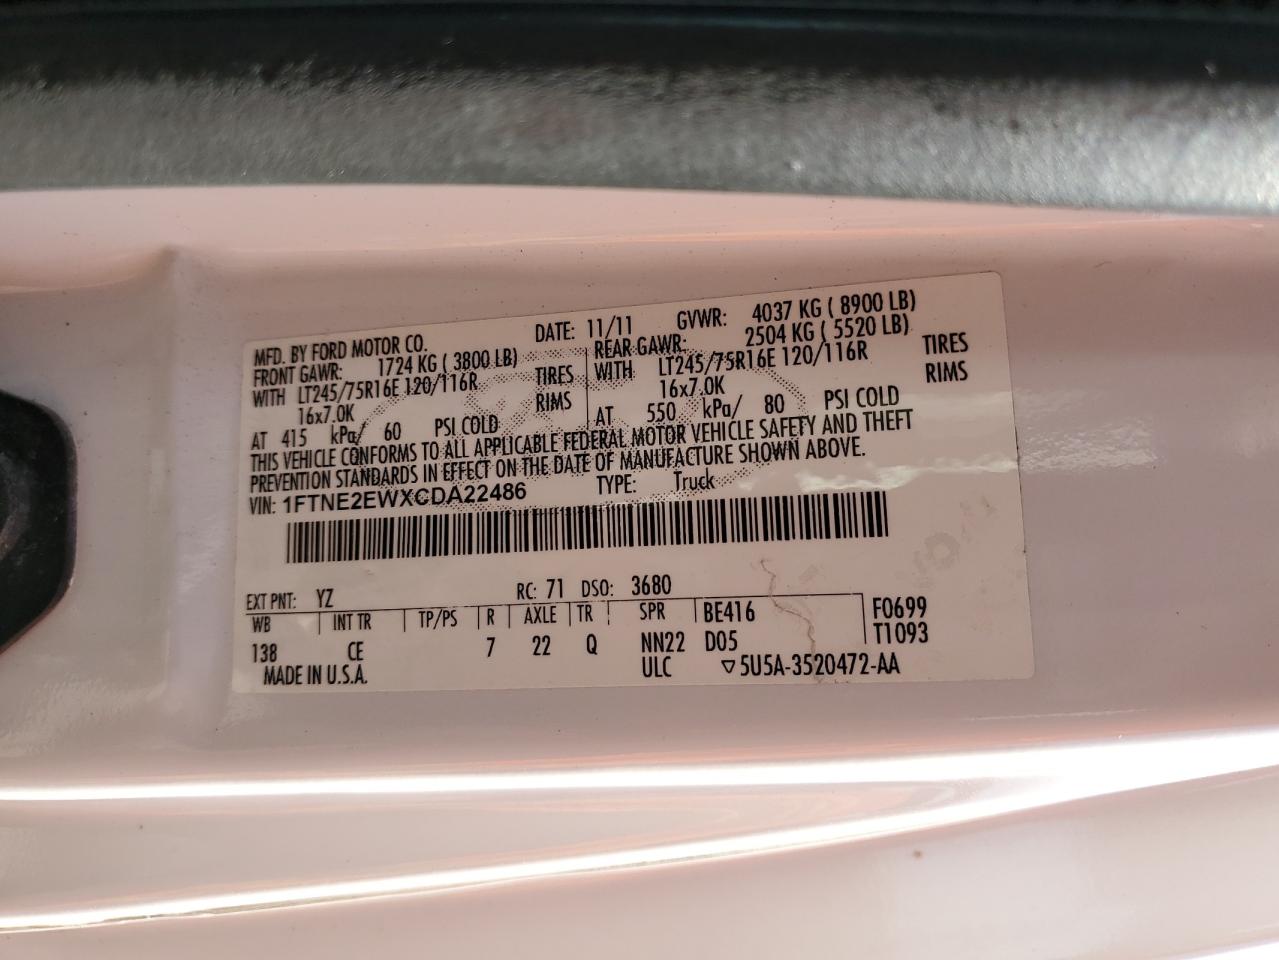 MFD. BY FORD MOTOR CO. DATE: 11/11 GVWR: 4037 KG ( 8900 LB)
FRONT GAWR: 1724 KG ( 3800 LB) REAR GAWR: 2504 KG ( 5520 LB)
WITH LT245/75R16E 120/116R TIRES WITH LT245/75R16E 120/116R TIRES
16x7.0K RIMS 16x7.0K RIMS
AT 415 kPa/ 60 PSI COLD AT 550 kPa/ 80 PSI COLD
THIS VEHICLE CONFORMS TO ALL APPLICABLE FEDERAL MOTOR VEHICLE SAFETY AND THEFT
PREVENTION STANDARDS IN EFFECT ON THE DATE OF MANUFACTURE SHOWN ABOVE.
VIN: 1FTNE2EWXCDA22486 TYPE: Truck
EXT PNT: YZ RC: 71 DSO: 3680
WB INT TR TP/PS R AXLE TR SPR BE416 F0699
138 CE 7 22 Q NN22 D05 T1093
MADE IN U.S.A. ULC ▽5U5A-3520472-AA